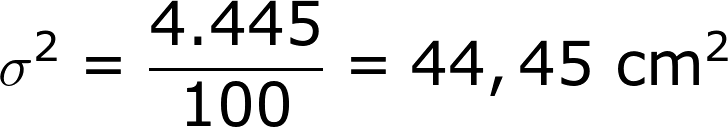 σ² = 4.445/100 = 44,45 cm²